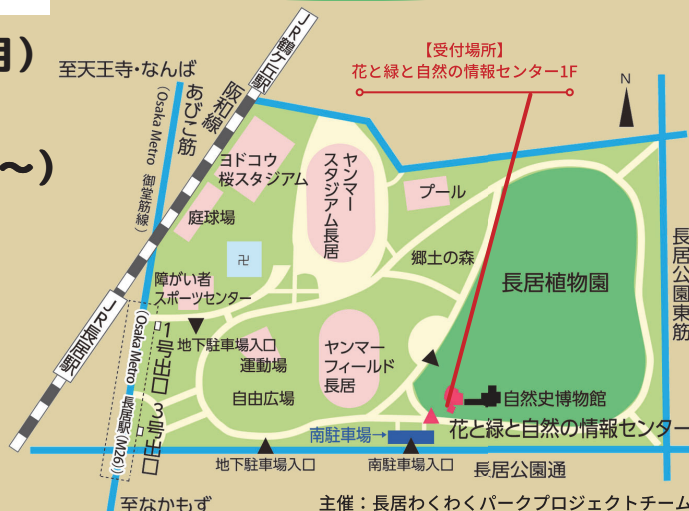 月)
～)
至天王寺・なんば
JR鶴ケ丘駅
【受付場所】
花と緑と自然の情報センター1F
N
(Osaka Metro 御堂筋線)
あびこ筋
阪和線
ヨドコウ
桜スタジアム
ヤンマー
スタジアム長居
プール
庭球場
卍
郷土の森
長居植物園
長居公園東筋
障がい者
スポーツセンター
地下駐車場入口
JR長居駅
(Osaka Metro 長居駅(M26))
1号出口
3号出口
運動場
自由広場
ヤンマー
フィールド
長居
自然史博物館
花と緑と自然の情報センター
南駐車場→
地下駐車場入口
南駐車場入口
長居公園通
至なかもず
主催：長居わくわくパークプロジェクトチーム